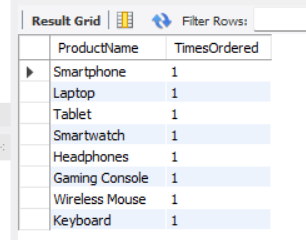 Result Grid Filter Rows:
ProductName TimesOrdered
Smartphone 1
Laptop 1
Tablet 1
Smartwatch 1
Headphones 1
Gaming Console 1
Wireless Mouse 1
Keyboard 1